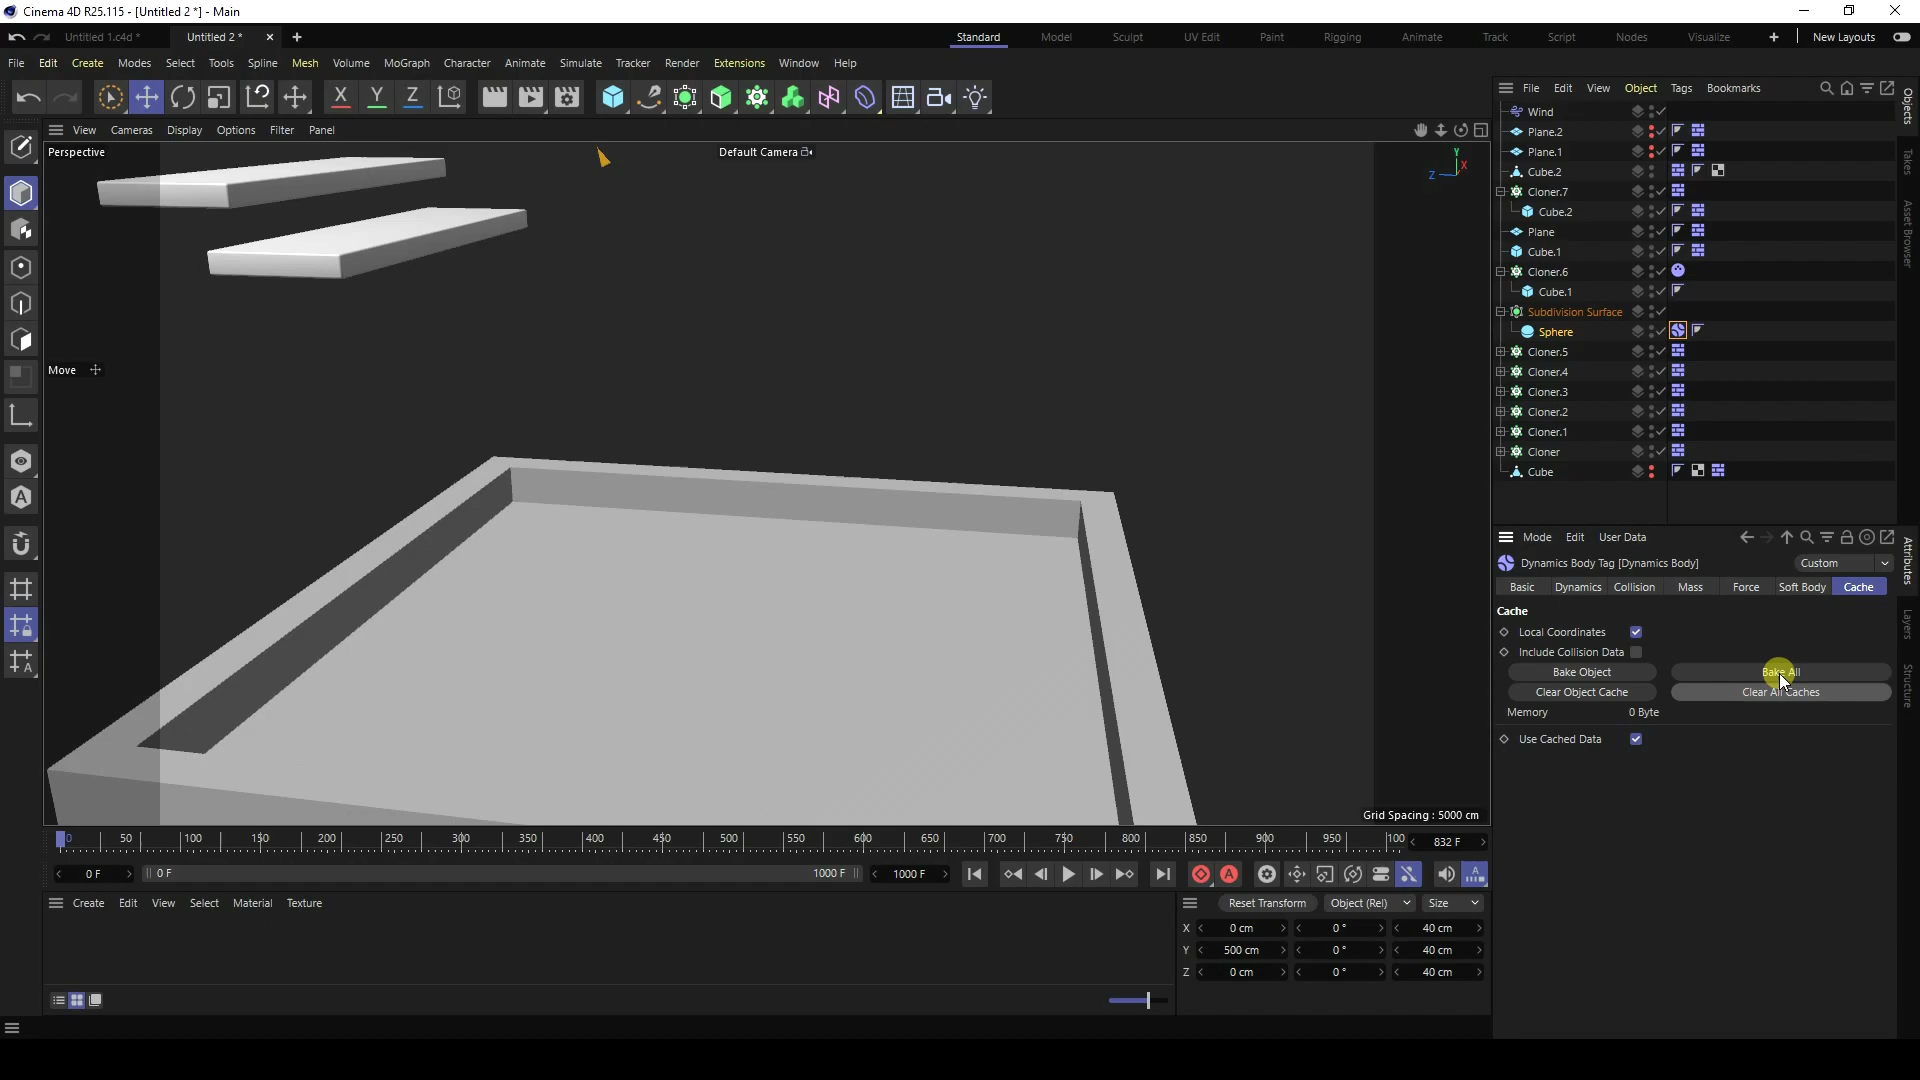 Cinema 4D R25.115 - [Untitled 2 *] - Main
Untitled 1.c4d * Untitled 2 * × + Standard Model Sculpt UV Edit Paint Rigging Animate Track Script Nodes Visualize + New Layouts
File Edit Create Modes Select Tools Spline Mesh Volume MoGraph Character Animate Simulate Tracker Render Extensions Window Help
X Y Z
File Edit View Object Tags Bookmarks
View Cameras Display Options Filter Panel
Perspective Default Camera
Y X Z
Move
Wind
Plane.2
Plane.1
Cube.2
Cloner.7
Cube.2
Plane
Cube.1
Cloner.6
Cube.1
Subdivision Surface
Sphere
Cloner.5
Cloner.4
Cloner.3
Cloner.2
Cloner.1
Cloner
Cube
Objects
Takes
Asset Browser
Mode Edit User Data
Dynamics Body Tag [Dynamics Body] Custom
Basic Dynamics Collision Mass Force Soft Body Cache
Cache
Local Coordinates
Include Collision Data
Bake Object Bake All
Clear Object Cache Clear All Caches
Memory 0 Byte
Use Cached Data
Attributes
Layers
Structure
Grid Spacing : 5000 cm
0 50 100 150 200 250 300 350 400 450 500 550 600 650 700 750 800 850 900 950 100 832 F
0 F 0 F 1000 F 1000 F
Create Edit View Select Material Texture
Reset Transform Object (Rel) Size
X 0 cm 0 ° 40 cm
Y 500 cm 0 ° 40 cm
Z 0 cm 0 ° 40 cm